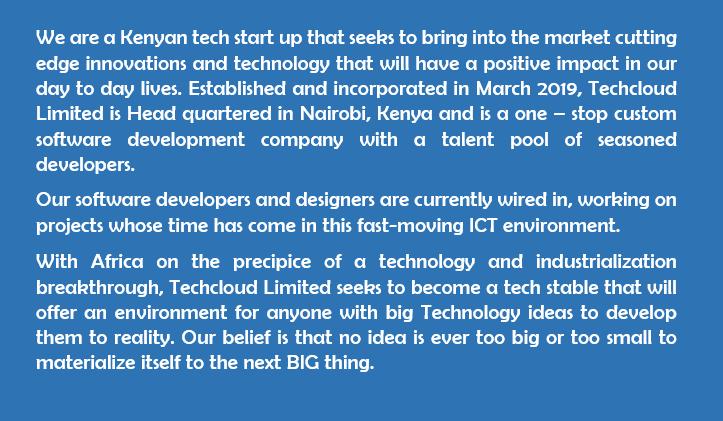 We are a Kenyan tech start up that seeks to bring into the market cutting
edge innovations and technology that will have a positive impact in our
day to day lives. Established and incorporated in March 2019, Techcloud
Limited is Head quartered in Nairobi, Kenya and is a one – stop custom
software development company with a talent pool of seasoned
developers.
Our software developers and designers are currently wired in, working on
projects whose time has come in this fast-moving ICT environment.
With Africa on the precipice of a technology and industrialization
breakthrough, Techcloud Limited seeks to become a tech stable that will
offer an environment for anyone with big Technology ideas to develop
them to reality. Our belief is that no idea is ever too big or too small to
materialize itself to the next BIG thing.